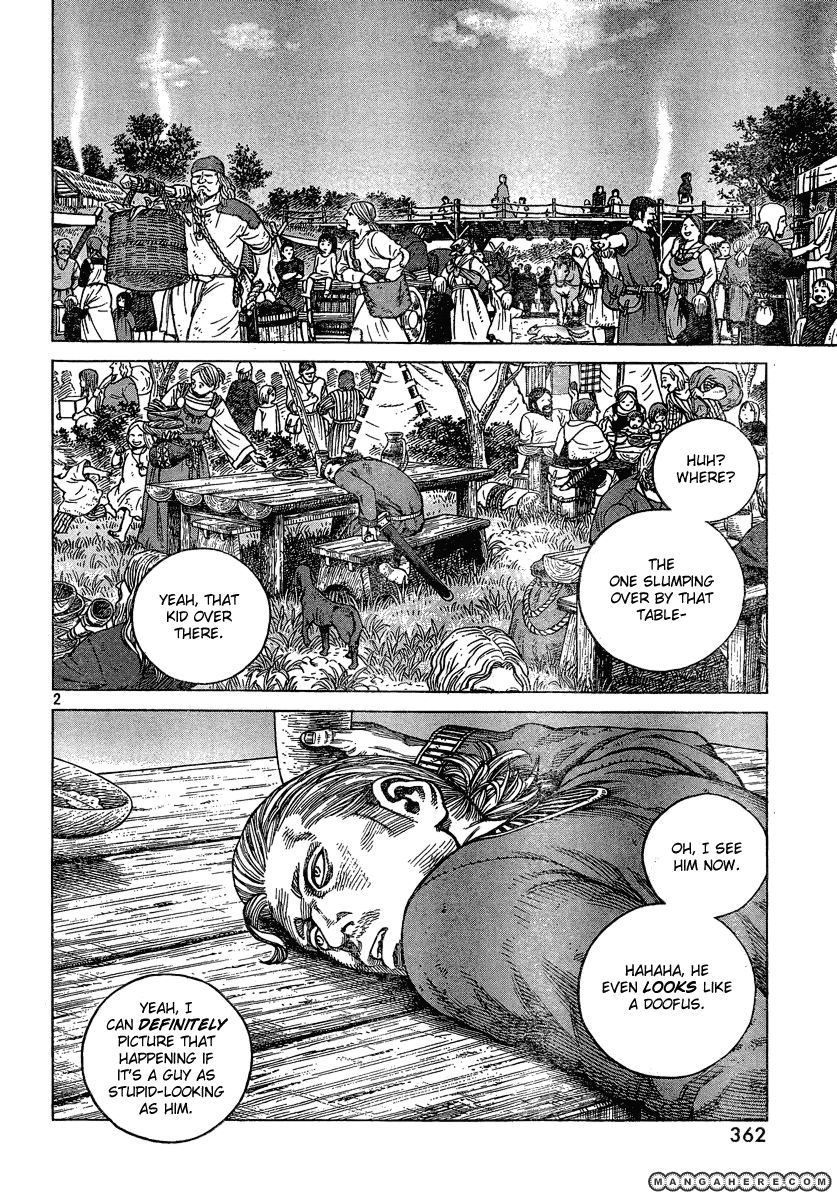 HUH?
WHERE?
THE
ONE SLUMPING
OVER BY THAT
TABLE-
YEAH, THAT
KID OVER
THERE.
2
OH, I SEE
HIM NOW.
HAHAHA, HE
EVEN LOOKS LIKE
A DOOFUS.
YEAH, I
CAN DEFINITELY
PICTURE THAT
HAPPENING IF
IT'S A GUY AS
STUPID-LOOKING
AS HIM.
362
MANGAHERE.COM